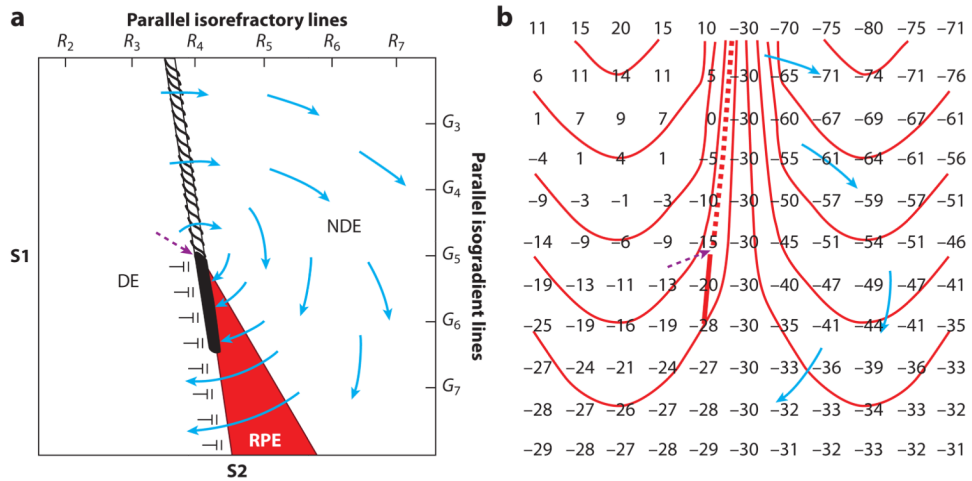 a
Parallel isorefractory lines
R2 R3 R4 R5 R6 R7
G3
G4
G5
G6
G7
Parallel isogradient lines
S1
NDE
DE
RPE
S2
b
11 15 20 15 10 –30 –70 –75 –80 –75 –71
6 11 14 11 5 –30 –65 –71 –74 –71 –76
1 7 9 7 0 –30 –60 –67 –69 –67 –61
–4 1 4 1 –5 –30 –55 –61 –64 –61 –56
–9 –3 –1 –3 –10 –30 –50 –57 –59 –57 –51
–14 –9 –6 –9 –15 –30 –45 –51 –54 –51 –46
–19 –13 –11 –13 –20 –30 –40 –47 –49 –47 –41
–25 –19 –16 –19 –28 –30 –35 –41 –44 –41 –35
–27 –24 –21 –24 –27 –30 –33 –36 –39 –36 –33
–28 –27 –26 –27 –28 –30 –32 –33 –34 –33 –32
–29 –28 –27 –28 –29 –30 –31 –32 –33 –32 –31